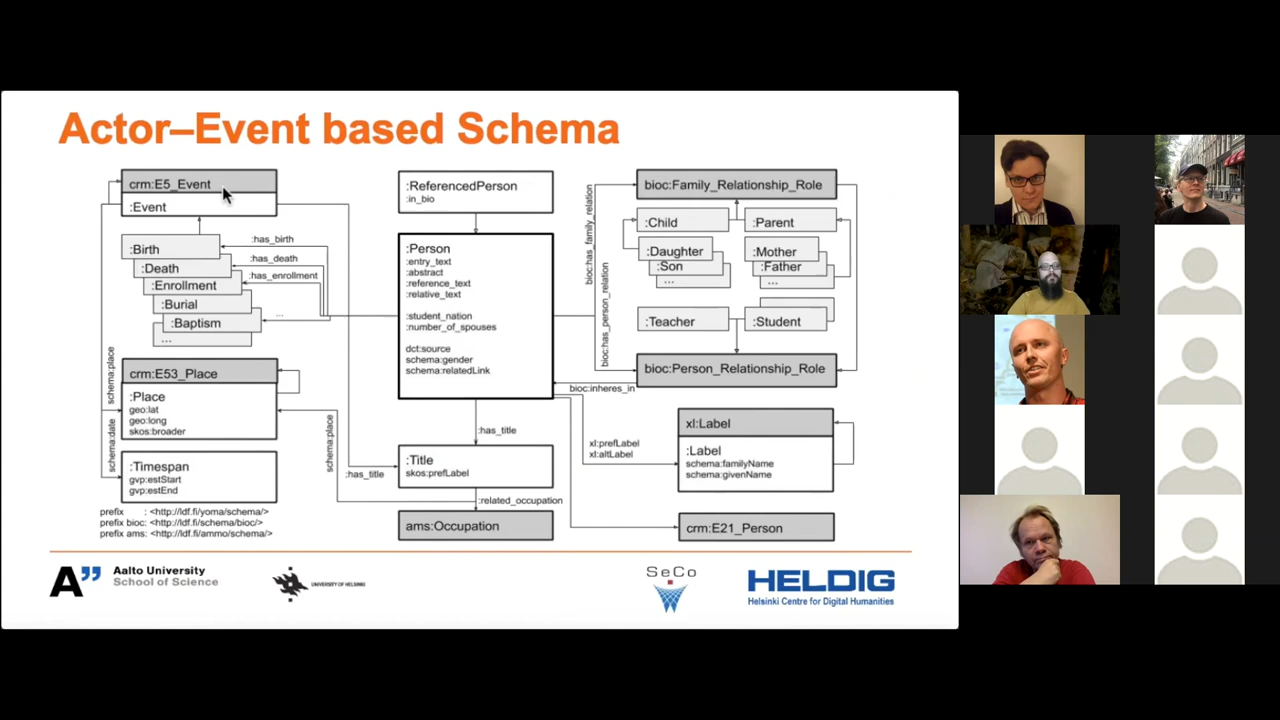 Actor–Event based Schema
crm:E5_Event
:Event
:Birth
:Death
:Enrollment
:Burial
:Baptism
...
:has_birth
:has_death
:has_enrollment
...
schema:place
crm:E53_Place
:Place
geo:lat
geo:long
skos:broader
schema:date
:Timespan
gvp:estStart
gvp:estEnd
prefix : <http://ldf.fi/yoma/schema/>
prefix bioc: <http://ldf.fi/schema/bioc/>
prefix ams: <http://ldf.fi/ammo/schema/>
:ReferencedPerson
:in_bio
:Person
:entry_text
:abstract
:reference_text
:relative_text
:student_nation
:number_of_spouses
dct:source
schema:gender
schema:relatedLink
:has_title
schema:place
:has_title
:Title
skos:prefLabel
:related_occupation
ams:Occupation
bioc:has_family_relation
bioc:has_person_relation
bioc:Family_Relationship_Role
:Child
:Parent
:Daughter
:Son
...
:Mother
:Father
...
:Teacher
:Student
bioc:Person_Relationship_Role
bioc:inheres_in
xl:prefLabel
xl:altLabel
xl:Label
:Label
schema:familyName
schema:givenName
crm:E21_Person
A”
Aalto University
School of Science
UNIVERSITY OF HELSINKI
SeCo
HELDIG
Helsinki Centre for Digital Humanities